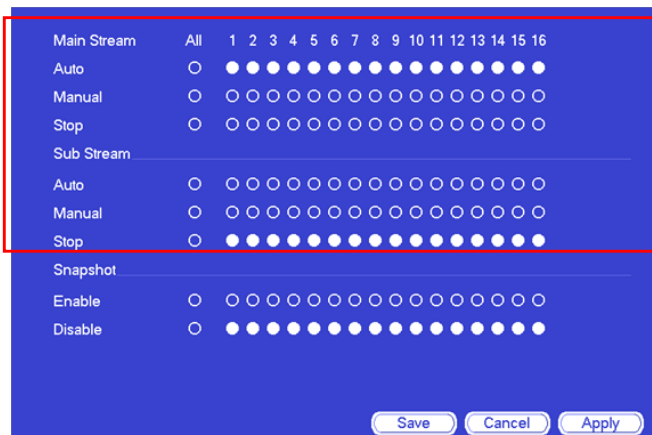 Main Stream All 1 2 3 4 5 6 7 8 9 10 11 12 13 14 15 16
Auto
Manual
Stop
Sub Stream
Auto
Manual
Stop
Snapshot
Enable
Disable
Save Cancel Apply